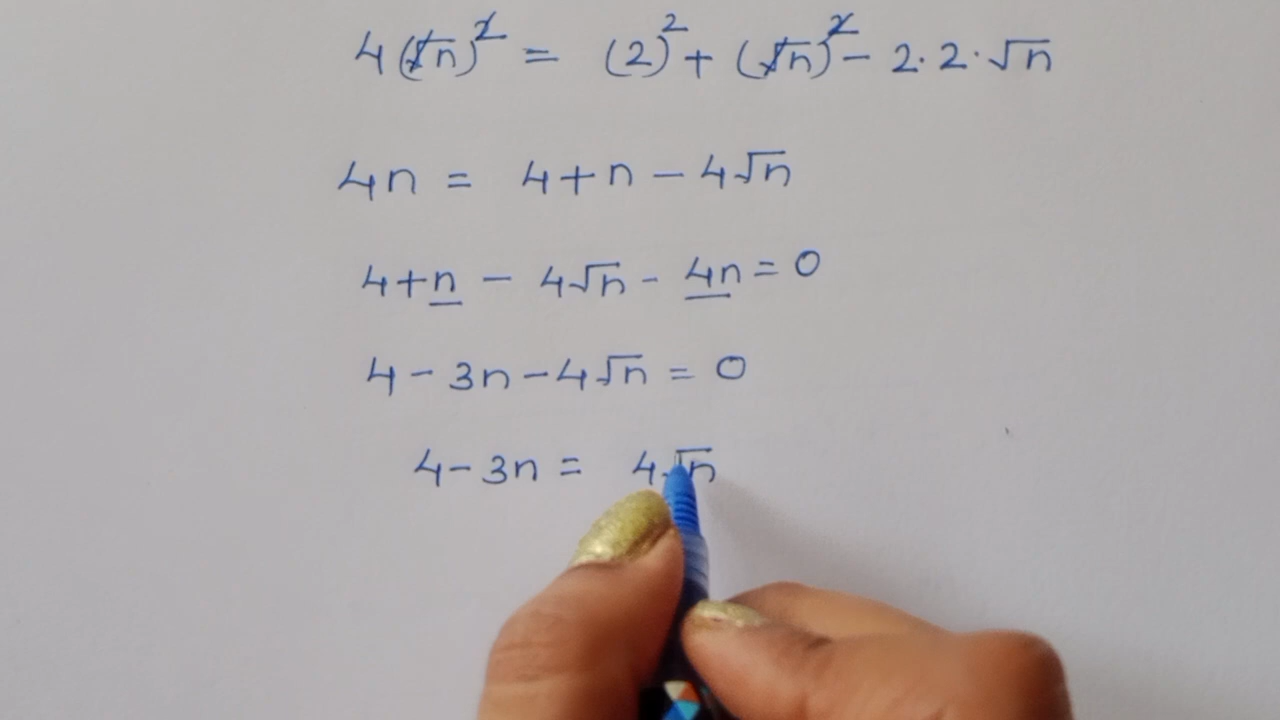 4(√n)² = (2)² + (√n)² - 2·2·√n
4n = 4+n - 4√n
4+n - 4√n - 4n = 0
4 - 3n - 4√n = 0
4 - 3n = 4√n